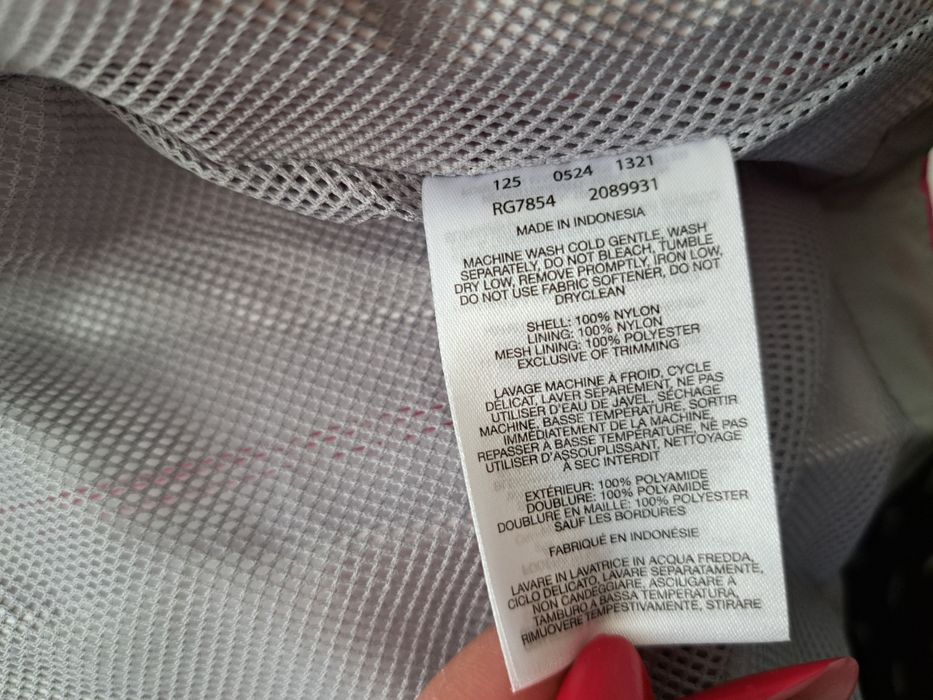 125 0524 1321
RG7854 2089931
MADE IN INDONESIA
MACHINE WASH COLD GENTLE, WASH
SEPARATELY, DO NOT BLEACH, TUMBLE
DRY LOW, REMOVE PROMPTLY, IRON LOW,
DO NOT USE FABRIC SOFTENER, DO NOT
DRYCLEAN
SHELL: 100% NYLON
LINING: 100% NYLON
MESH LINING: 100% POLYESTER
EXCLUSIVE OF TRIMMING
LAVAGE MACHINE À FROID, CYCLE
DÉLICAT, LAVER SÉPARÉMENT, NE PAS
UTILISER D'EAU DE JAVEL, SÉCHAGE
MACHINE, BASSE TEMPÉRATURE, SORTIR
IMMÉDIATEMENT DE LA MACHINE,
REPASSER À BASSE TEMPÉRATURE, NE PAS
UTILISER D'ASSOUPLISSANT, NETTOYAGE
À SEC INTERDIT
EXTÉRIEUR: 100% POLYAMIDE
DOUBLURE: 100% POLYAMIDE
DOUBLURE EN MAILLE: 100% POLYESTER
SAUF LES BORDURES
FABRIQUÉ EN INDONÉSIE
LAVARE IN LAVATRICE IN ACQUA FREDDA,
CICLO DELICATO, LAVARE SEPARATAMENTE,
NON CANDEGGIARE, ASCIUGARE A
TAMBURO A BASSA TEMPERATURA,
RIMUOVERE TEMPESTIVAMENTE, STIRARE